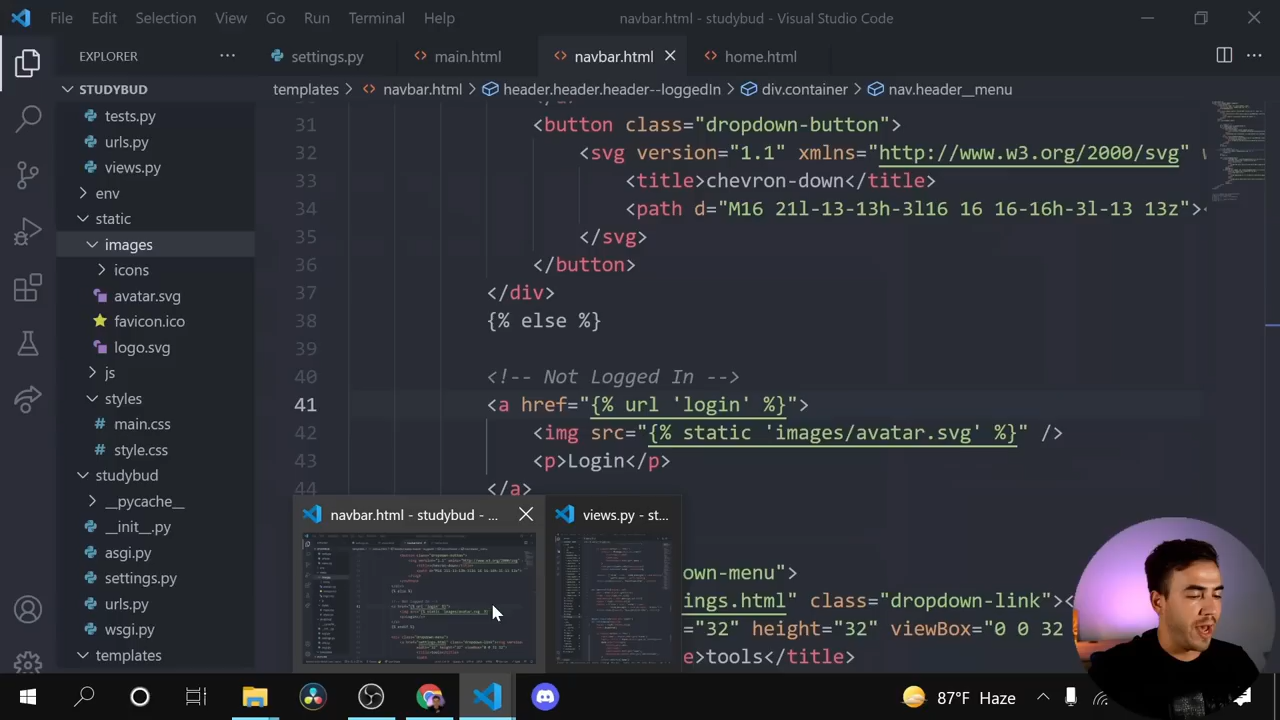 File Edit Selection View Go Run Terminal Help
navbar.html - studybud - Visual Studio Code
EXPLORER
settings.py
main.html
navbar.html
home.html
STUDYBUD
templates > navbar.html > header.header.header--loggedIn > div.container > nav.header__menu
tests.py
urls.py
views.py
env
static
images
icons
avatar.svg
favicon.ico
logo.svg
js
styles
main.css
style.css
studybud
__pycache__
__init__.py
asgi.py
settings.py
urls.py
wsgi.py
templates
31 <button class="dropdown-button">
32 <svg version="1.1" xmlns="http://www.w3.org/2000/svg"
33 <title>chevron-down</title>
34 <path d="M16 21l-13-13h-3l16 16 16-16h-3l-13 13z">
35 </svg>
36 </button>
37 </div>
38 {% else %}
39
40 <!-- Not Logged In -->
41 <a href="{% url 'login' %}">
42 <img src="{% static 'images/avatar.svg' %}" />
43 <p>Login</p>
44 </a>
navbar.html - studybud - ...
views.py - st...
own-menu">
ings.html" class="dropdown-link">
="32" height="32" viewBox="0 0 32
>tools</title>
87°F Haze